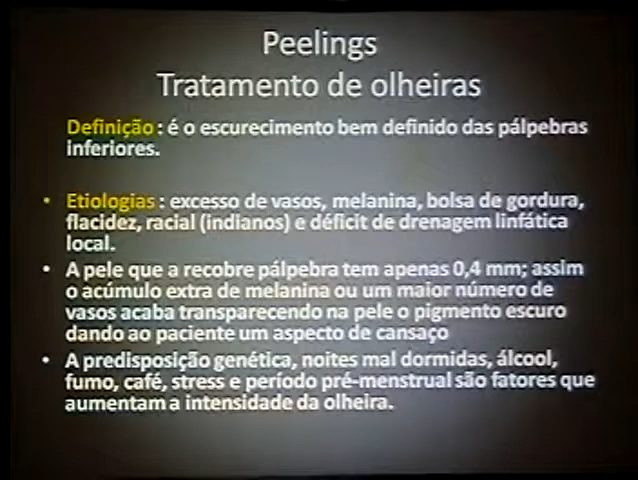 Peelings
Tratamento de olheiras
Definição : é o escurecimento bem definido das pálpebras
inferiores.
• Etiologias : excesso de vasos, melanina, bolsa de gordura,
flacidez, racial (indianos) e déficit de drenagem linfática
local.
• A pele que a recobre pálpebra tem apenas 0,4 mm; assim
o acúmulo extra de melanina ou um maior número de
vasos acaba transparecendo na pele o pigmento escuro
dando ao paciente um aspecto de cansaço
• A predisposição genética, noites mal dormidas, álcool,
fumo, café, stress e período pré-menstrual são fatores que
aumentam a intensidade da olheira.